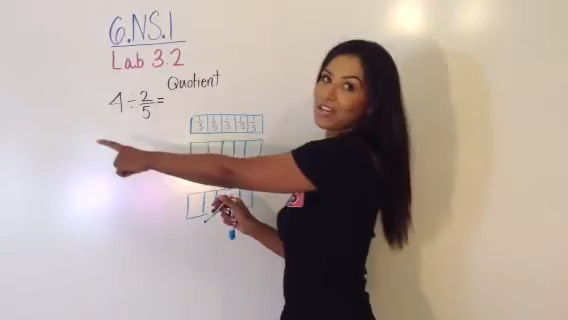 6.NS.1
Lab 3.2
Quotient
4 ÷ 2/5 =
1/5 1/5 1/5 1/5 1/5